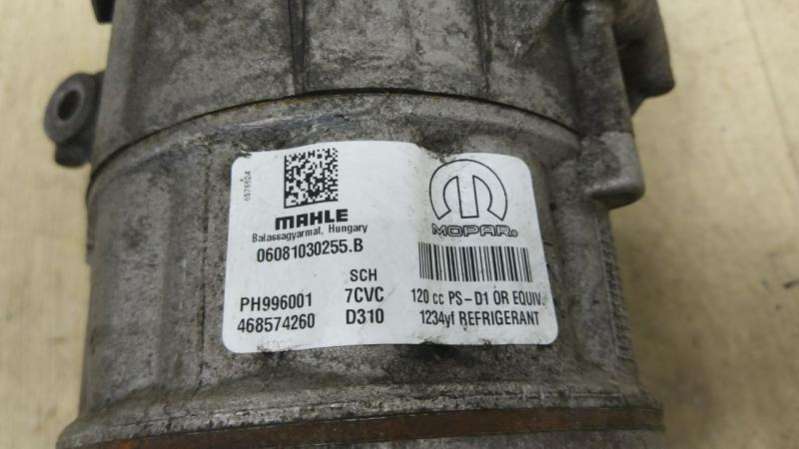 MAHLE
Balassagyarmat, Hungary
06081030255.B
SCH
PH996001 7CVC
468574260 D310
MOPAR®
120 cc PS-D1 OR EQUIV.
1234yf REFRIGERANT